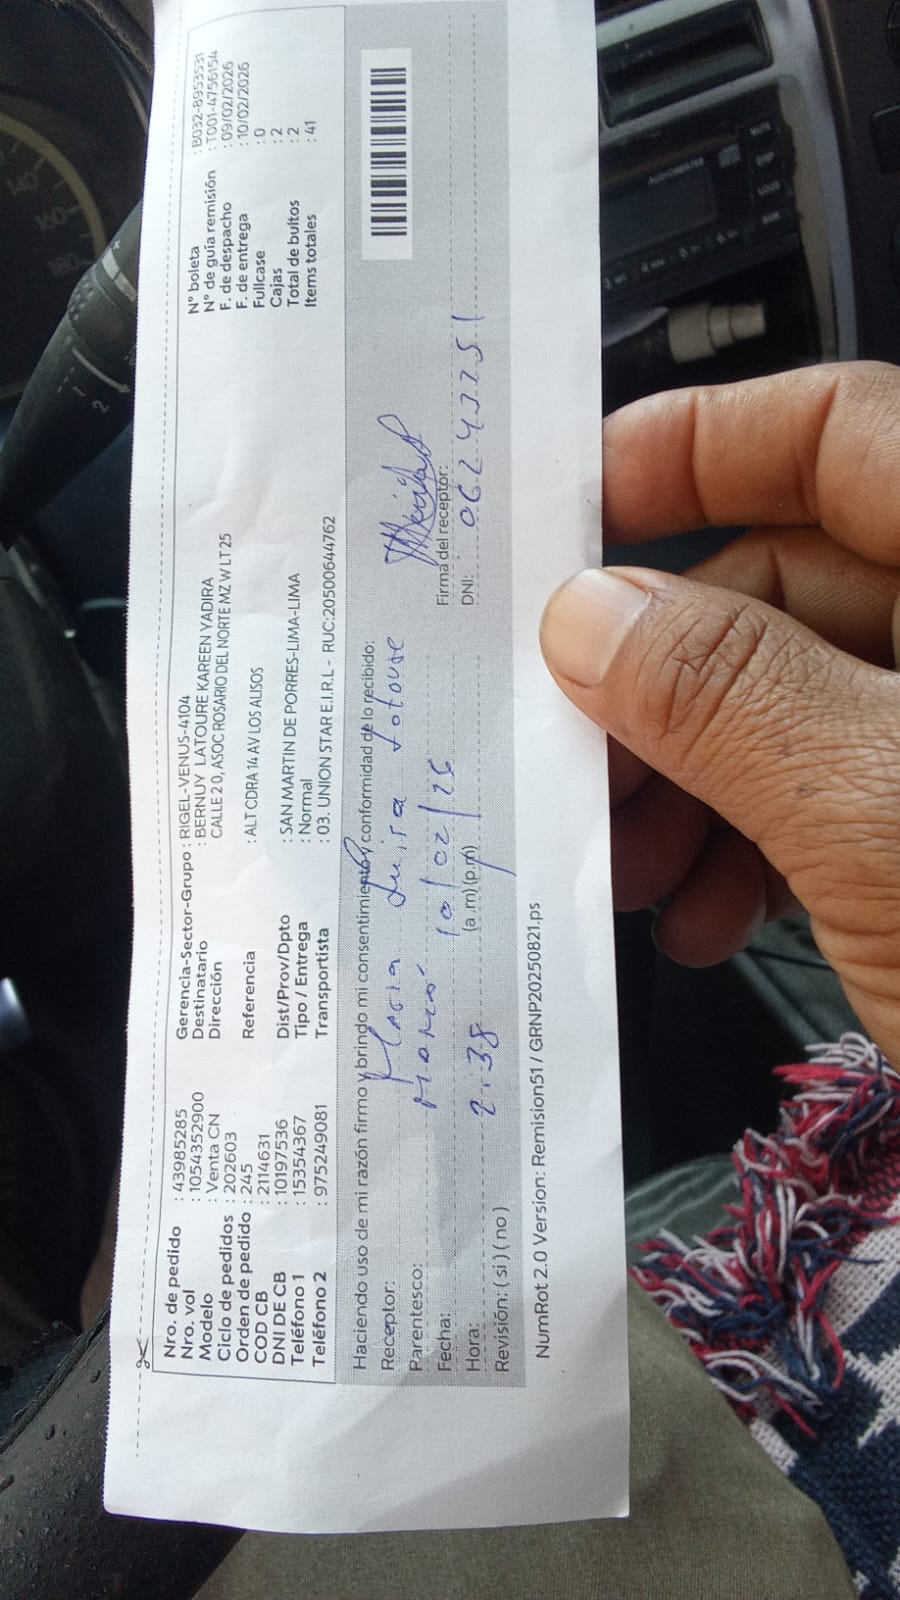 Nro. de pedido : 43985285
Nro. vol : 1054352900
Modelo : Venta CN
Ciclo de pedidos : 202603
Orden de pedido : 245
COD CB : 2114631
DNI DE CB : 10197536
Teléfono 1 : 15354367
Teléfono 2 : 975249081
Gerencia-Sector-Grupo : RIGEL-VENUS-4104
Destinatario : BERNUY LATOURE KAREEN YADIRA
Dirección CALLE 2 0, ASOC ROSARIO DEL NORTE MZ W LT 25
Referencia : ALT CDRA 14 AV LOS ALISOS
Dist/Prov/Dpto : SAN MARTIN DE PORRES-LIMA-LIMA
Tipo / Entrega : Normal
Transportista : 03. UNION STAR E.I.R.L - RUC:20500644762
N° boleta : B032-8953531
N° de guía remisión : T001-4756154
F. de despacho : 09/02/2026
F. de entrega : 10/02/2026
Fullcase : 0
Cajas : 2
Total de bultos : 2
Items totales : 41
Haciendo uso de mi razón firmo y brindo mi consentimiento y conformidad de lo recibido:
Receptor: Maria Luisa Latoure
Parentesco: mamá
Fecha: 10/02/26
Firma del receptor:
Hora: 2:38 (a.m) (p.m)
DNI: 06243251
Revisión: ( si ) ( no )
NumRot 2.0 Version: Remision51 / GRNP20250821.ps